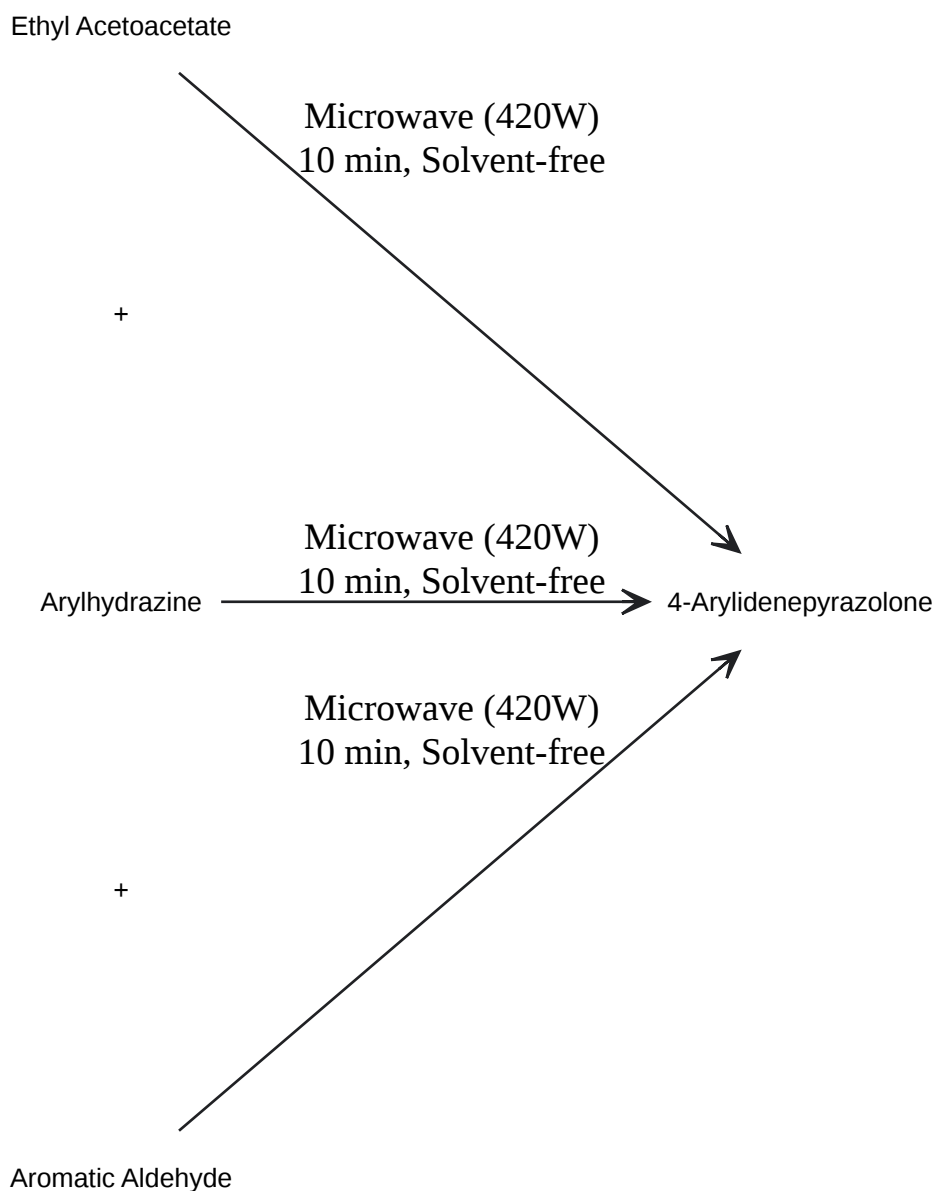 Ethyl Acetoacetate
Microwave (420W)
10 min, Solvent-free
+
Microwave (420W)
10 min, Solvent-free
Arylhydrazine
4-Arylidenepyrazolone
Microwave (420W)
10 min, Solvent-free
+
Aromatic Aldehyde